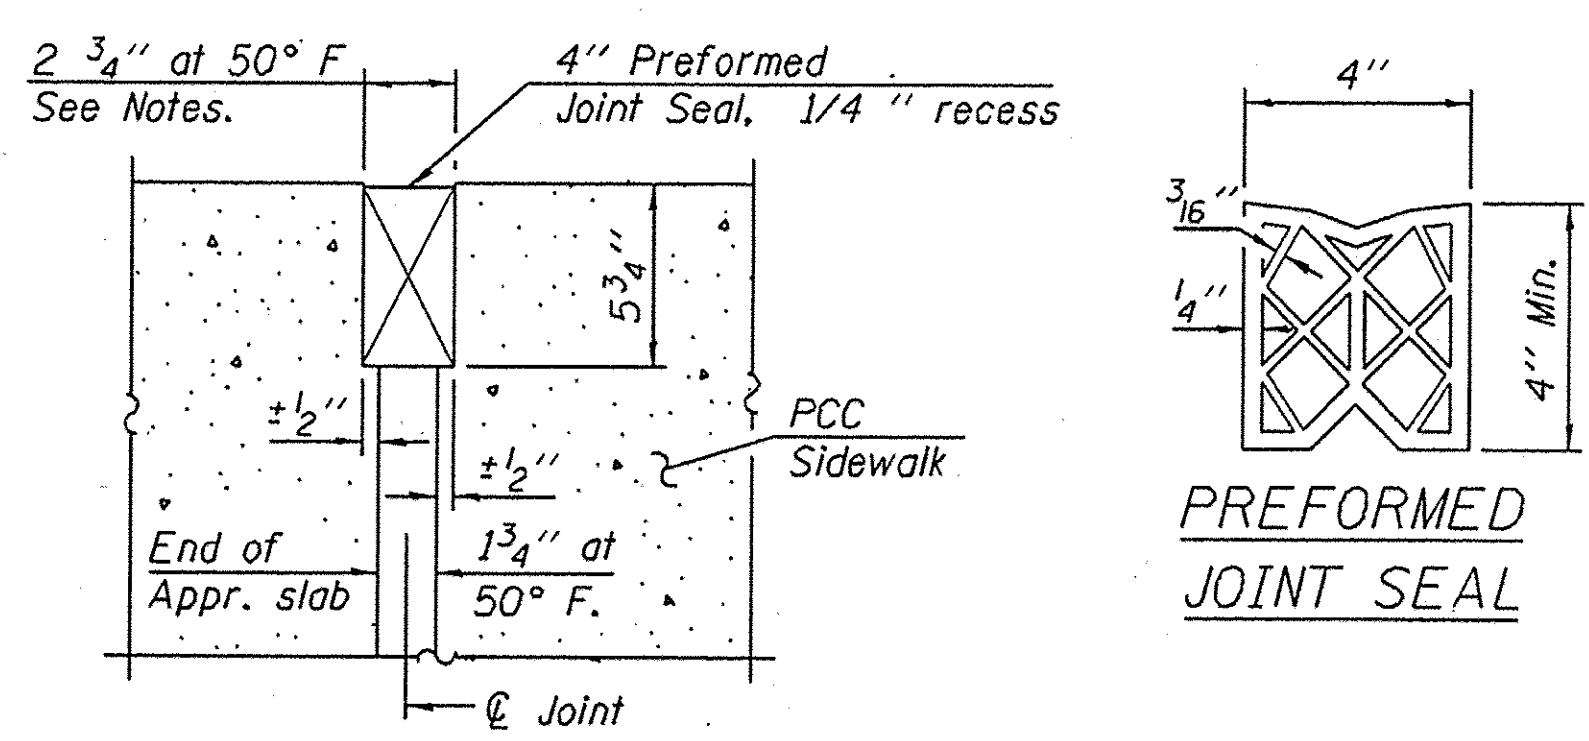 2 3/4" at 50° F
See Notes.
4" Preformed
Joint Seal. 1/4 " recess
5 3/4"
±1/2"
±1/2"
PCC
Sidewalk
End of
Appr. slab
1 3/4" at
50° F.
℄ Joint
4"
3/16"
1/4"
4" Min.
PREFORMED
JOINT SEAL